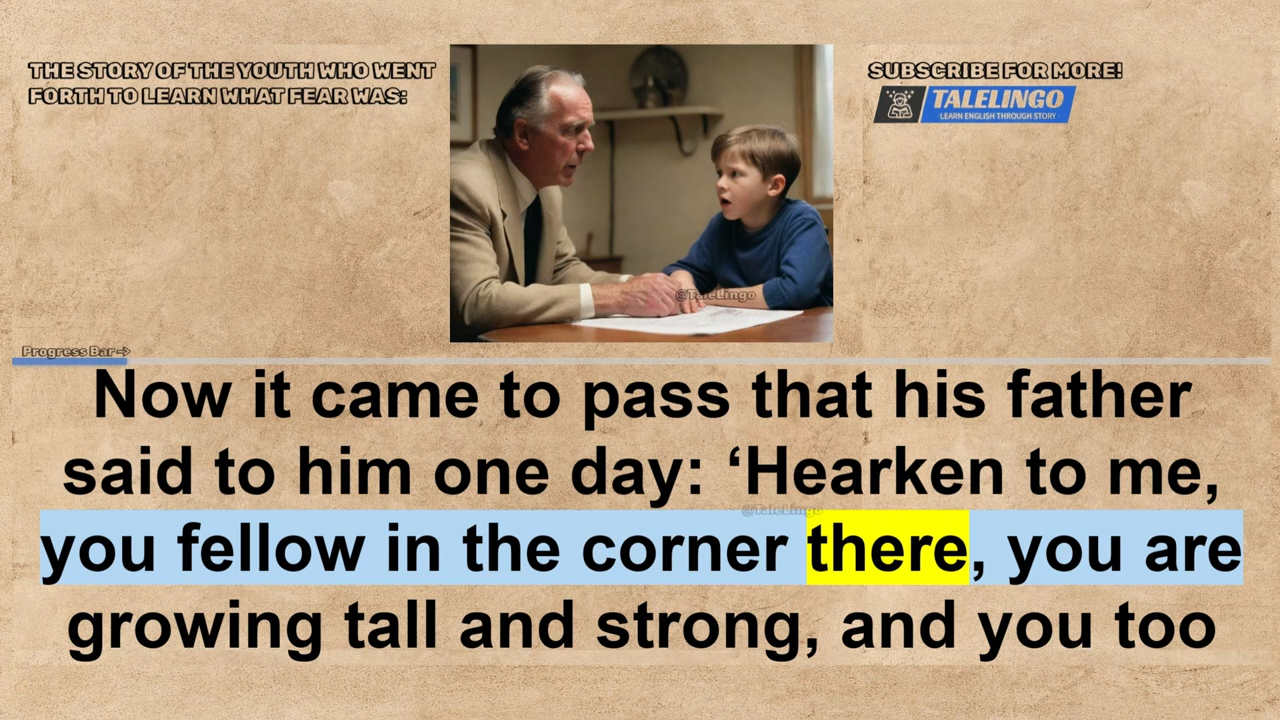 THE STORY OF THE YOUTH WHO WENT
FORTH TO LEARN WHAT FEAR WAS:
SUBSCRIBE FOR MORE!
TALELINGO
· LEARN ENGLISH THROUGH STORY ·
@TaleLingo
Progress Bar->
Now it came to pass that his father
said to him one day: ‘Hearken to me,
@TaleLingo
you fellow in the corner there, you are
growing tall and strong, and you too